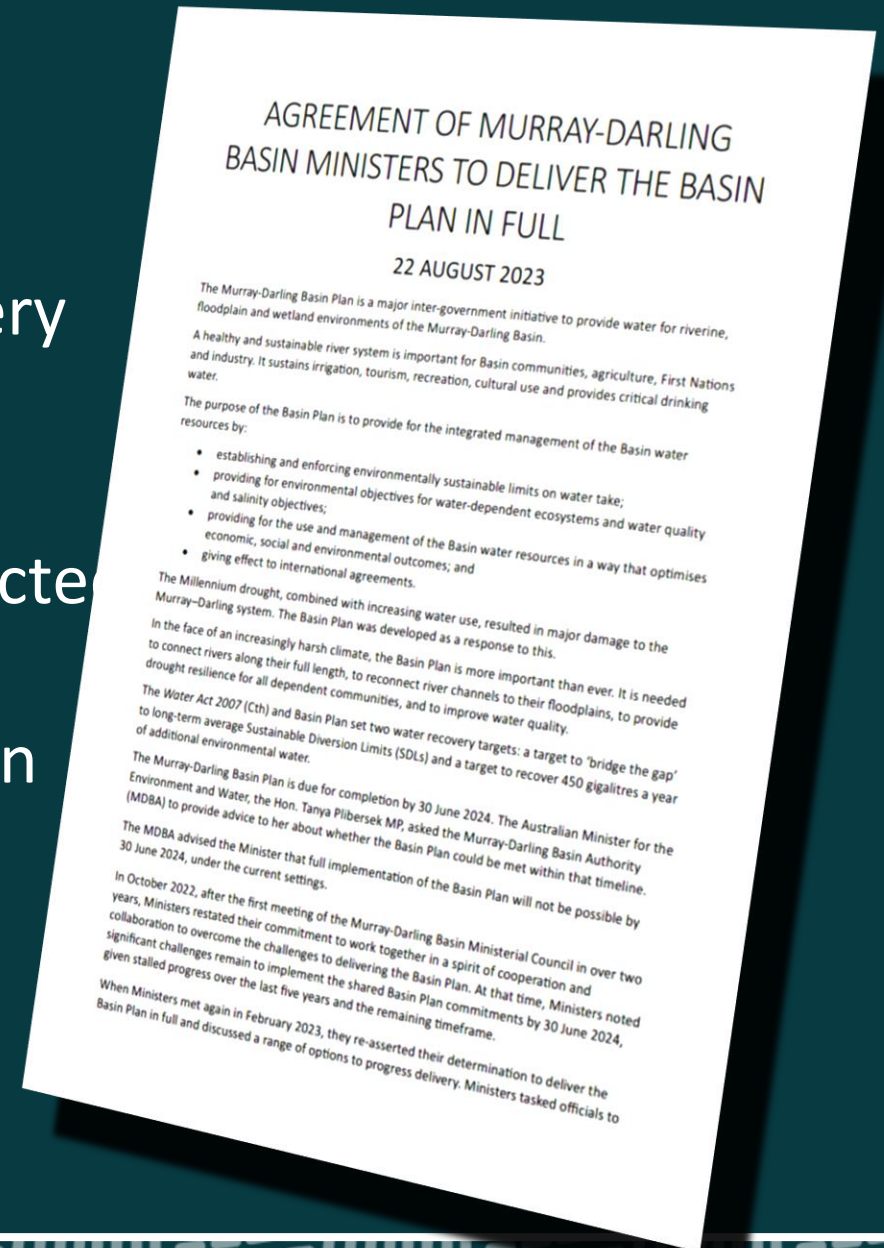 ery
cte
n
AGREEMENT OF MURRAY-DARLING
BASIN MINISTERS TO DELIVER THE BASIN
PLAN IN FULL
22 AUGUST 2023
The Murray-Darling Basin Plan is a major inter-government initiative to provide water for riverine,
floodplain and wetland environments of the Murray-Darling Basin.
A healthy and sustainable river system is important for Basin communities, agriculture, First Nations
and industry. It sustains irrigation, tourism, recreation, cultural use and provides critical drinking
water.
The purpose of the Basin Plan is to provide for the integrated management of the Basin water
resources by:
• establishing and enforcing environmentally sustainable limits on water take;
• providing for environmental objectives for water-dependent ecosystems and water quality
and salinity objectives;
• providing for the use and management of the Basin water resources in a way that optimises
economic, social and environmental outcomes; and
• giving effect to international agreements.
The Millennium drought, combined with increasing water use, resulted in major damage to the
Murray–Darling system. The Basin Plan was developed as a response to this.
In the face of an increasingly harsh climate, the Basin Plan is more important than ever. It is needed
to connect rivers along their full length, to reconnect river channels to their floodplains, to provide
drought resilience for all dependent communities, and to improve water quality.
The Water Act 2007 (Cth) and Basin Plan set two water recovery targets: a target to ‘bridge the gap’
to long-term average Sustainable Diversion Limits (SDLs) and a target to recover 450 gigalitres a year
of additional environmental water.
The Murray-Darling Basin Plan is due for completion by 30 June 2024. The Australian Minister for the
Environment and Water, the Hon. Tanya Plibersek MP, asked the Murray-Darling Basin Authority
(MDBA) to provide advice to her about whether the Basin Plan could be met within that timeline.
The MDBA advised the Minister that full implementation of the Basin Plan will not be possible by
30 June 2024, under the current settings.
In October 2022, after the first meeting of the Murray-Darling Basin Ministerial Council in over two
years, Ministers restated their commitment to work together in a spirit of cooperation and
collaboration to overcome the challenges to delivering the Basin Plan. At that time, Ministers noted
significant challenges remain to implement the shared Basin Plan commitments by 30 June 2024,
given stalled progress over the last five years and the remaining timeframe.
When Ministers met again in February 2023, they re-asserted their determination to deliver the
Basin Plan in full and discussed a range of options to progress delivery. Ministers tasked officials to